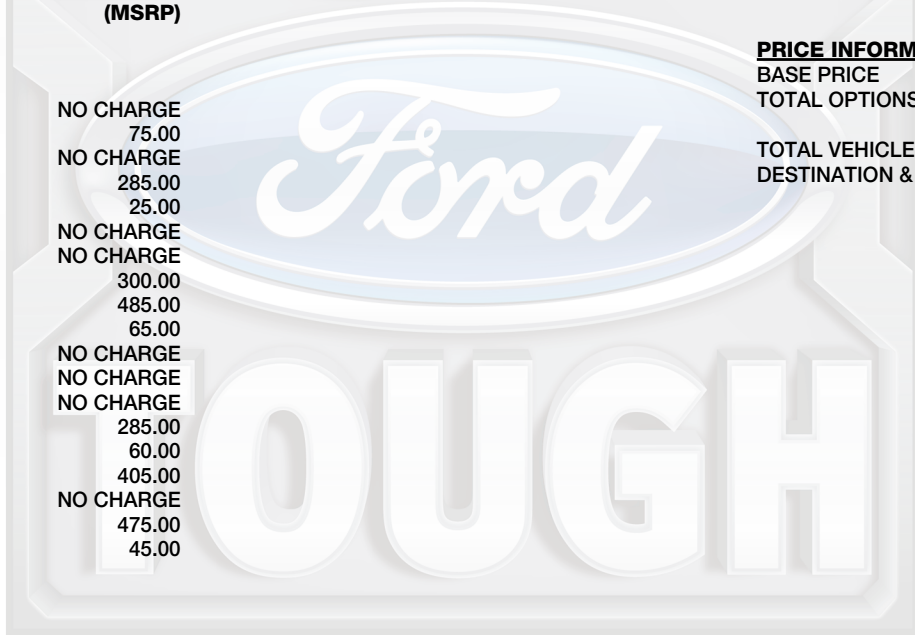 (MSRP)
NO CHARGE
75.00
NO CHARGE
285.00
25.00
NO CHARGE
NO CHARGE
300.00
485.00
65.00
NO CHARGE
NO CHARGE
NO CHARGE
285.00
60.00
405.00
NO CHARGE
475.00
45.00
PRICE INFORM
BASE PRICE
TOTAL OPTIONS
TOTAL VEHICLE
DESTINATION &
Ford
TOUGH